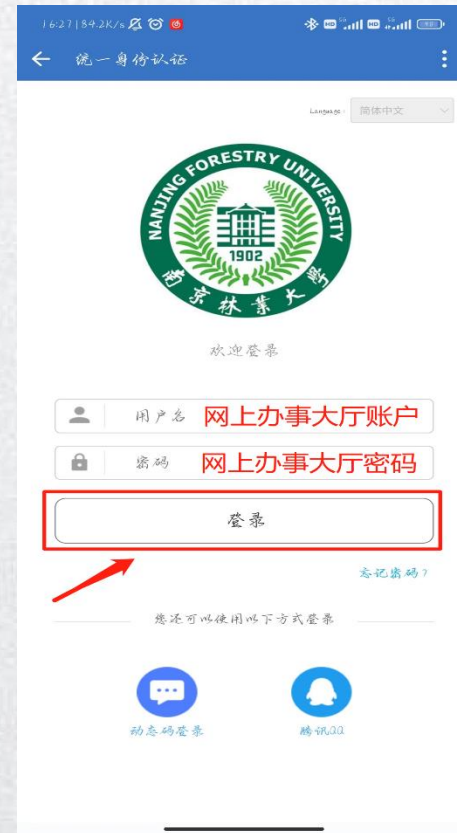 16:27|84.2K/s
统一身份认证
Language: 简体中文
NANJING FORESTRY UNIVERSITY
1902
南京林業大學
欢迎登录
用户名 网上办事大厅账户
密码 网上办事大厅密码
登录
忘记密码?
您还可以使用以下方式登录
动态码登录 腾讯QQ